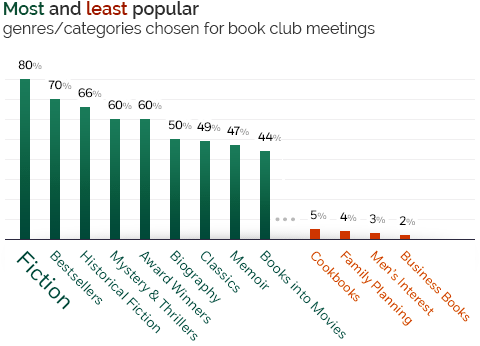 Most and least popular
genres/categories chosen for book club meetings
80%
70%
66%
60%
60%
50%
49%
47%
44%
5%
4%
3%
2%
Fiction
Bestsellers
Historical Fiction
Mystery & Thrillers
Award Winners
Biography
Classics
Memoir
Books into Movies
Cookbooks
Family Planning
Men's Interest
Business Books